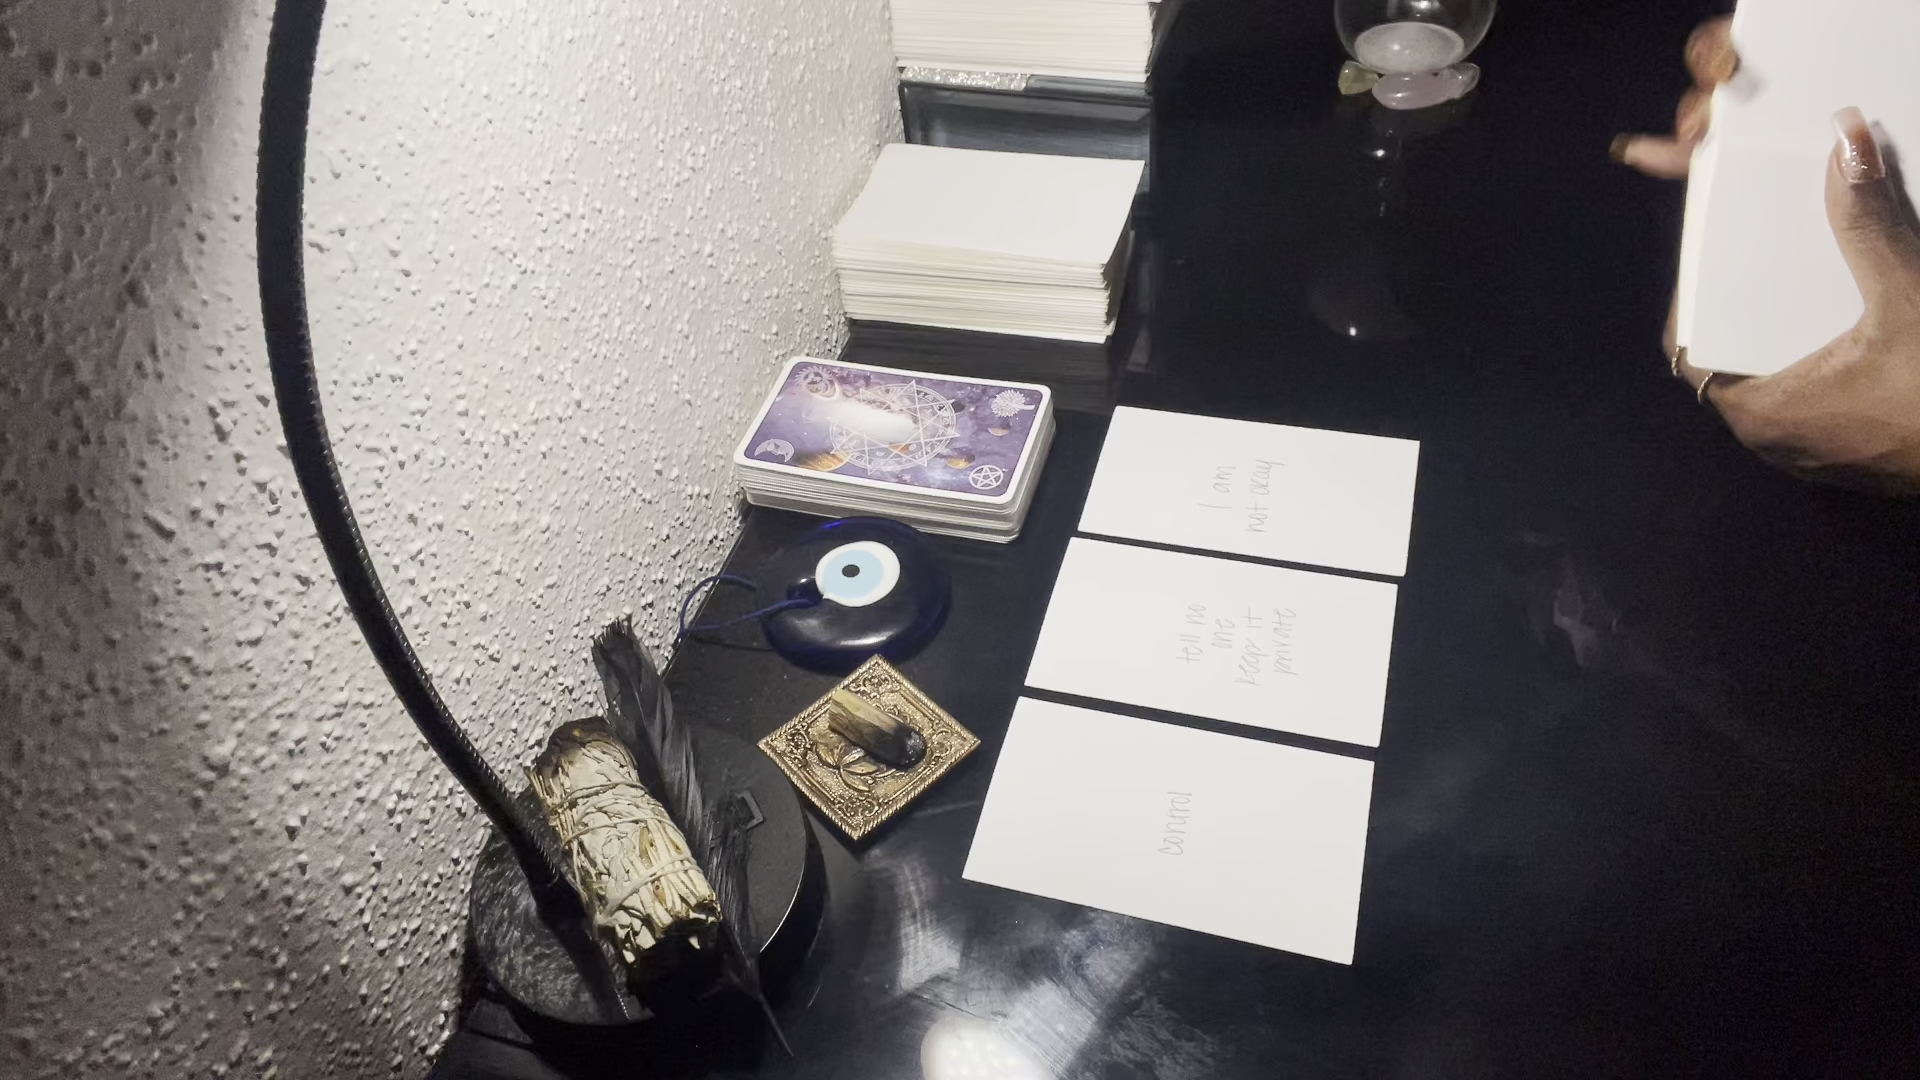 I am
not okay
tell no
one
keep it
private
control